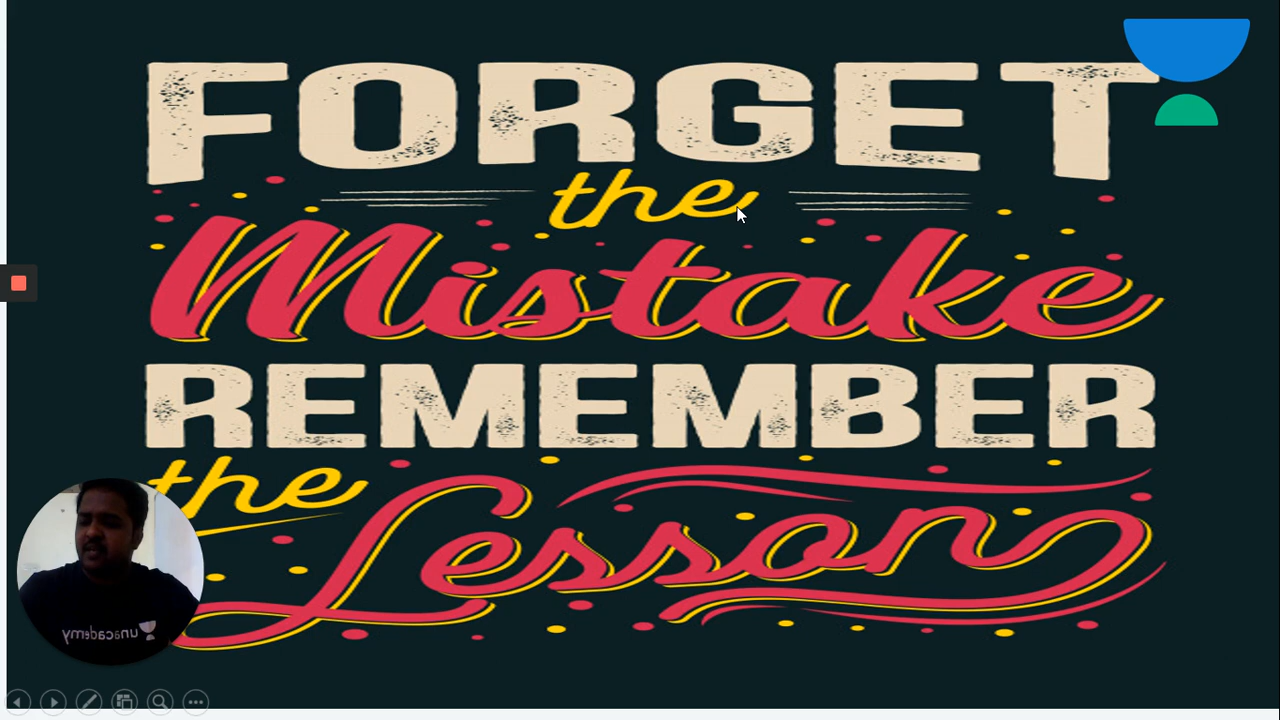 FORGET
the
Mistake
REMEMBER
the
Lesson
unacademy